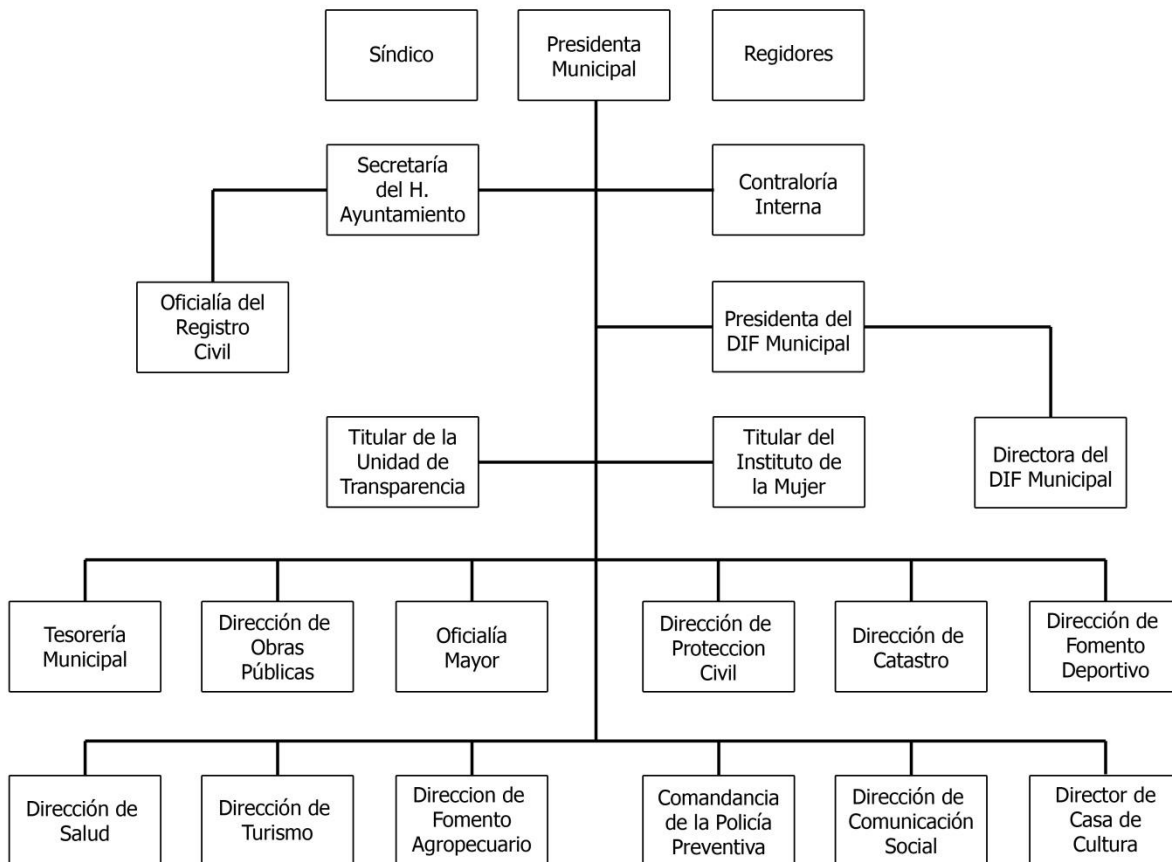 Síndico
Presidenta
Municipal
Regidores
Secretaría
del H.
Ayuntamiento
Contraloría
Interna
Oficialía del
Registro
Civil
Presidenta del
DIF Municipal
Titular de la
Unidad de
Transparencia
Titular del
Instituto de
la Mujer
Directora del
DIF Municipal
Tesorería
Municipal
Dirección de
Obras
Públicas
Oficialía
Mayor
Dirección de
Proteccion
Civil
Dirección de
Catastro
Dirección de
Fomento
Deportivo
Dirección de
Salud
Dirección de
Turismo
Direccion de
Fomento
Agropecuario
Comandancia
de la Policía
Preventiva
Dirección de
Comunicación
Social
Director de
Casa de
Cultura